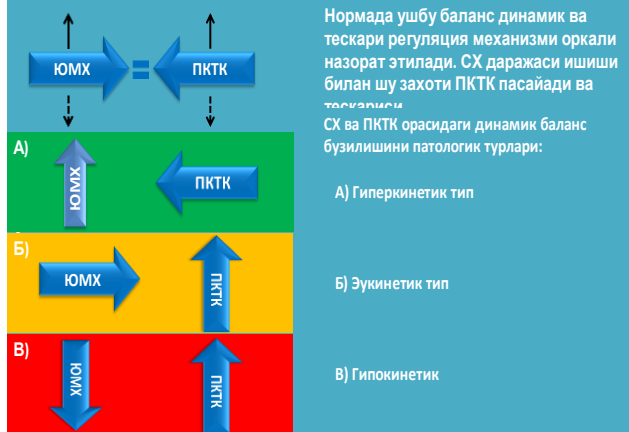 ЮМХ
=
ПКТК
Нормада ушбу баланс динамик ва
тескари регуляция механизми оркали
назорат этилади. СХ даражаси ишиши
билан шу захоти ПКТК пасайади ва
тескариси
СХ ва ПКТК орасидаги динамик баланс
бузилишини патологик турлари:
А)
ЮМХ
ПКТК
А) Гиперкинетик тип
Б)
ЮМХ
ПКТК
Б) Эукинетик тип
В)
ЮМХ
ПКТК
В) Гипокинетик